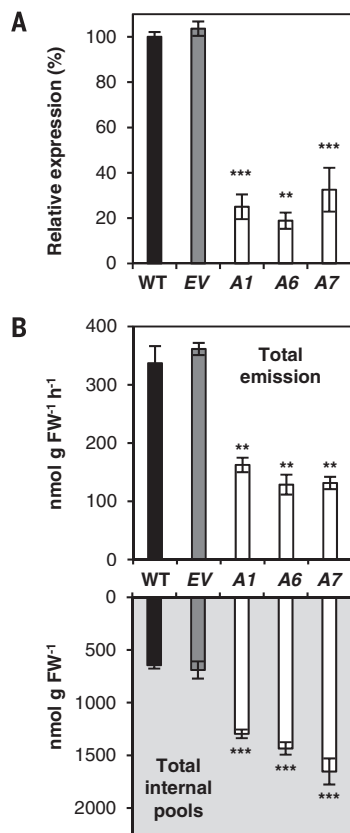 A
Relative expression (%)
120
100
80
60
40
20
0
***
**
***
WT EV A1 A6 A7
B
nmol g FW⁻¹ h⁻¹
400
300
200
100
0
Total
emission
**
**
**
WT EV A1 A6 A7
nmol g FW⁻¹
0
500
1000
1500
2000
***
***
***
Total
internal
pools